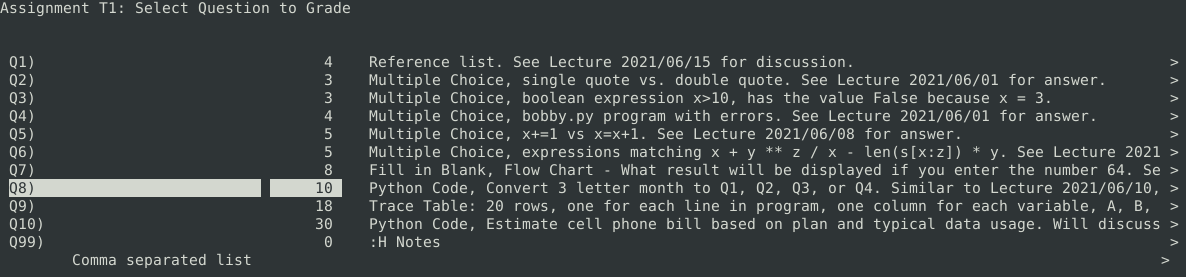 Assignment T1: Select Question to Grade
Q1) 4 Reference list. See Lecture 2021/06/15 for discussion. >
Q2) 3 Multiple Choice, single quote vs. double quote. See Lecture 2021/06/01 for answer. >
Q3) 3 Multiple Choice, boolean expression x>10, has the value False because x = 3. >
Q4) 4 Multiple Choice, bobby.py program with errors. See Lecture 2021/06/01 for answer. >
Q5) 5 Multiple Choice, x+=1 vs x=x+1. See Lecture 2021/06/08 for answer. >
Q6) 5 Multiple Choice, expressions matching x + y ** z / x - len(s[x:z]) * y. See Lecture 2021 >
Q7) 8 Fill in Blank, Flow Chart - What result will be displayed if you enter the number 64. Se >
Q8) 10 Python Code, Convert 3 letter month to Q1, Q2, Q3, or Q4. Similar to Lecture 2021/06/10, >
Q9) 18 Trace Table: 20 rows, one for each line in program, one column for each variable, A, B, >
Q10) 30 Python Code, Estimate cell phone bill based on plan and typical data usage. Will discuss >
Q99) 0 :H Notes >
Comma separated list >